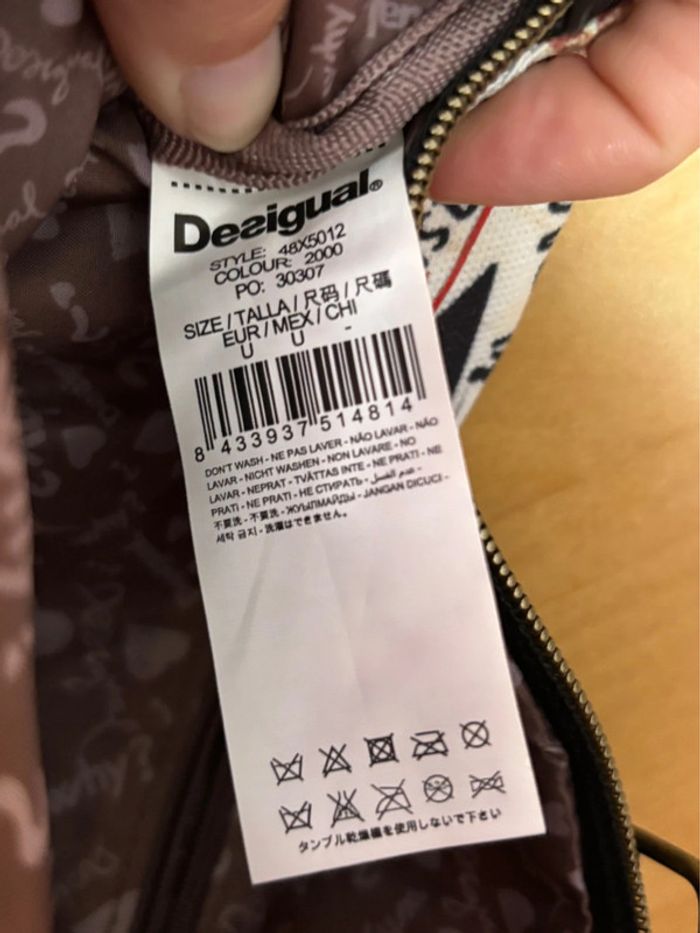 Desigual®
STYLE: 48X5012
COLOUR: 2000
PO: 30307
SIZE / TALLA / 尺码 / 尺碼
EUR / MEX / CHI
U U -
8 433937 514814
DON'T WASH - NE PAS LAVER - NÃO LAVAR - NÃO
LAVAR - NICHT WASHEN - NON LAVARE - NO
LAVAR - NEPRAT - TVÄTTAS INTE - NE PRATI - NE
PRATI - NE PRATI - НЕ СТИРАТЬ - عدم الغسل -
不要洗 - 不要洗 - ЖУЫЛМАЙДЫ - JANGAN DICUCI -
세탁 금지 - 洗濯はできません。
タンブル乾燥機を使用しないで下さい